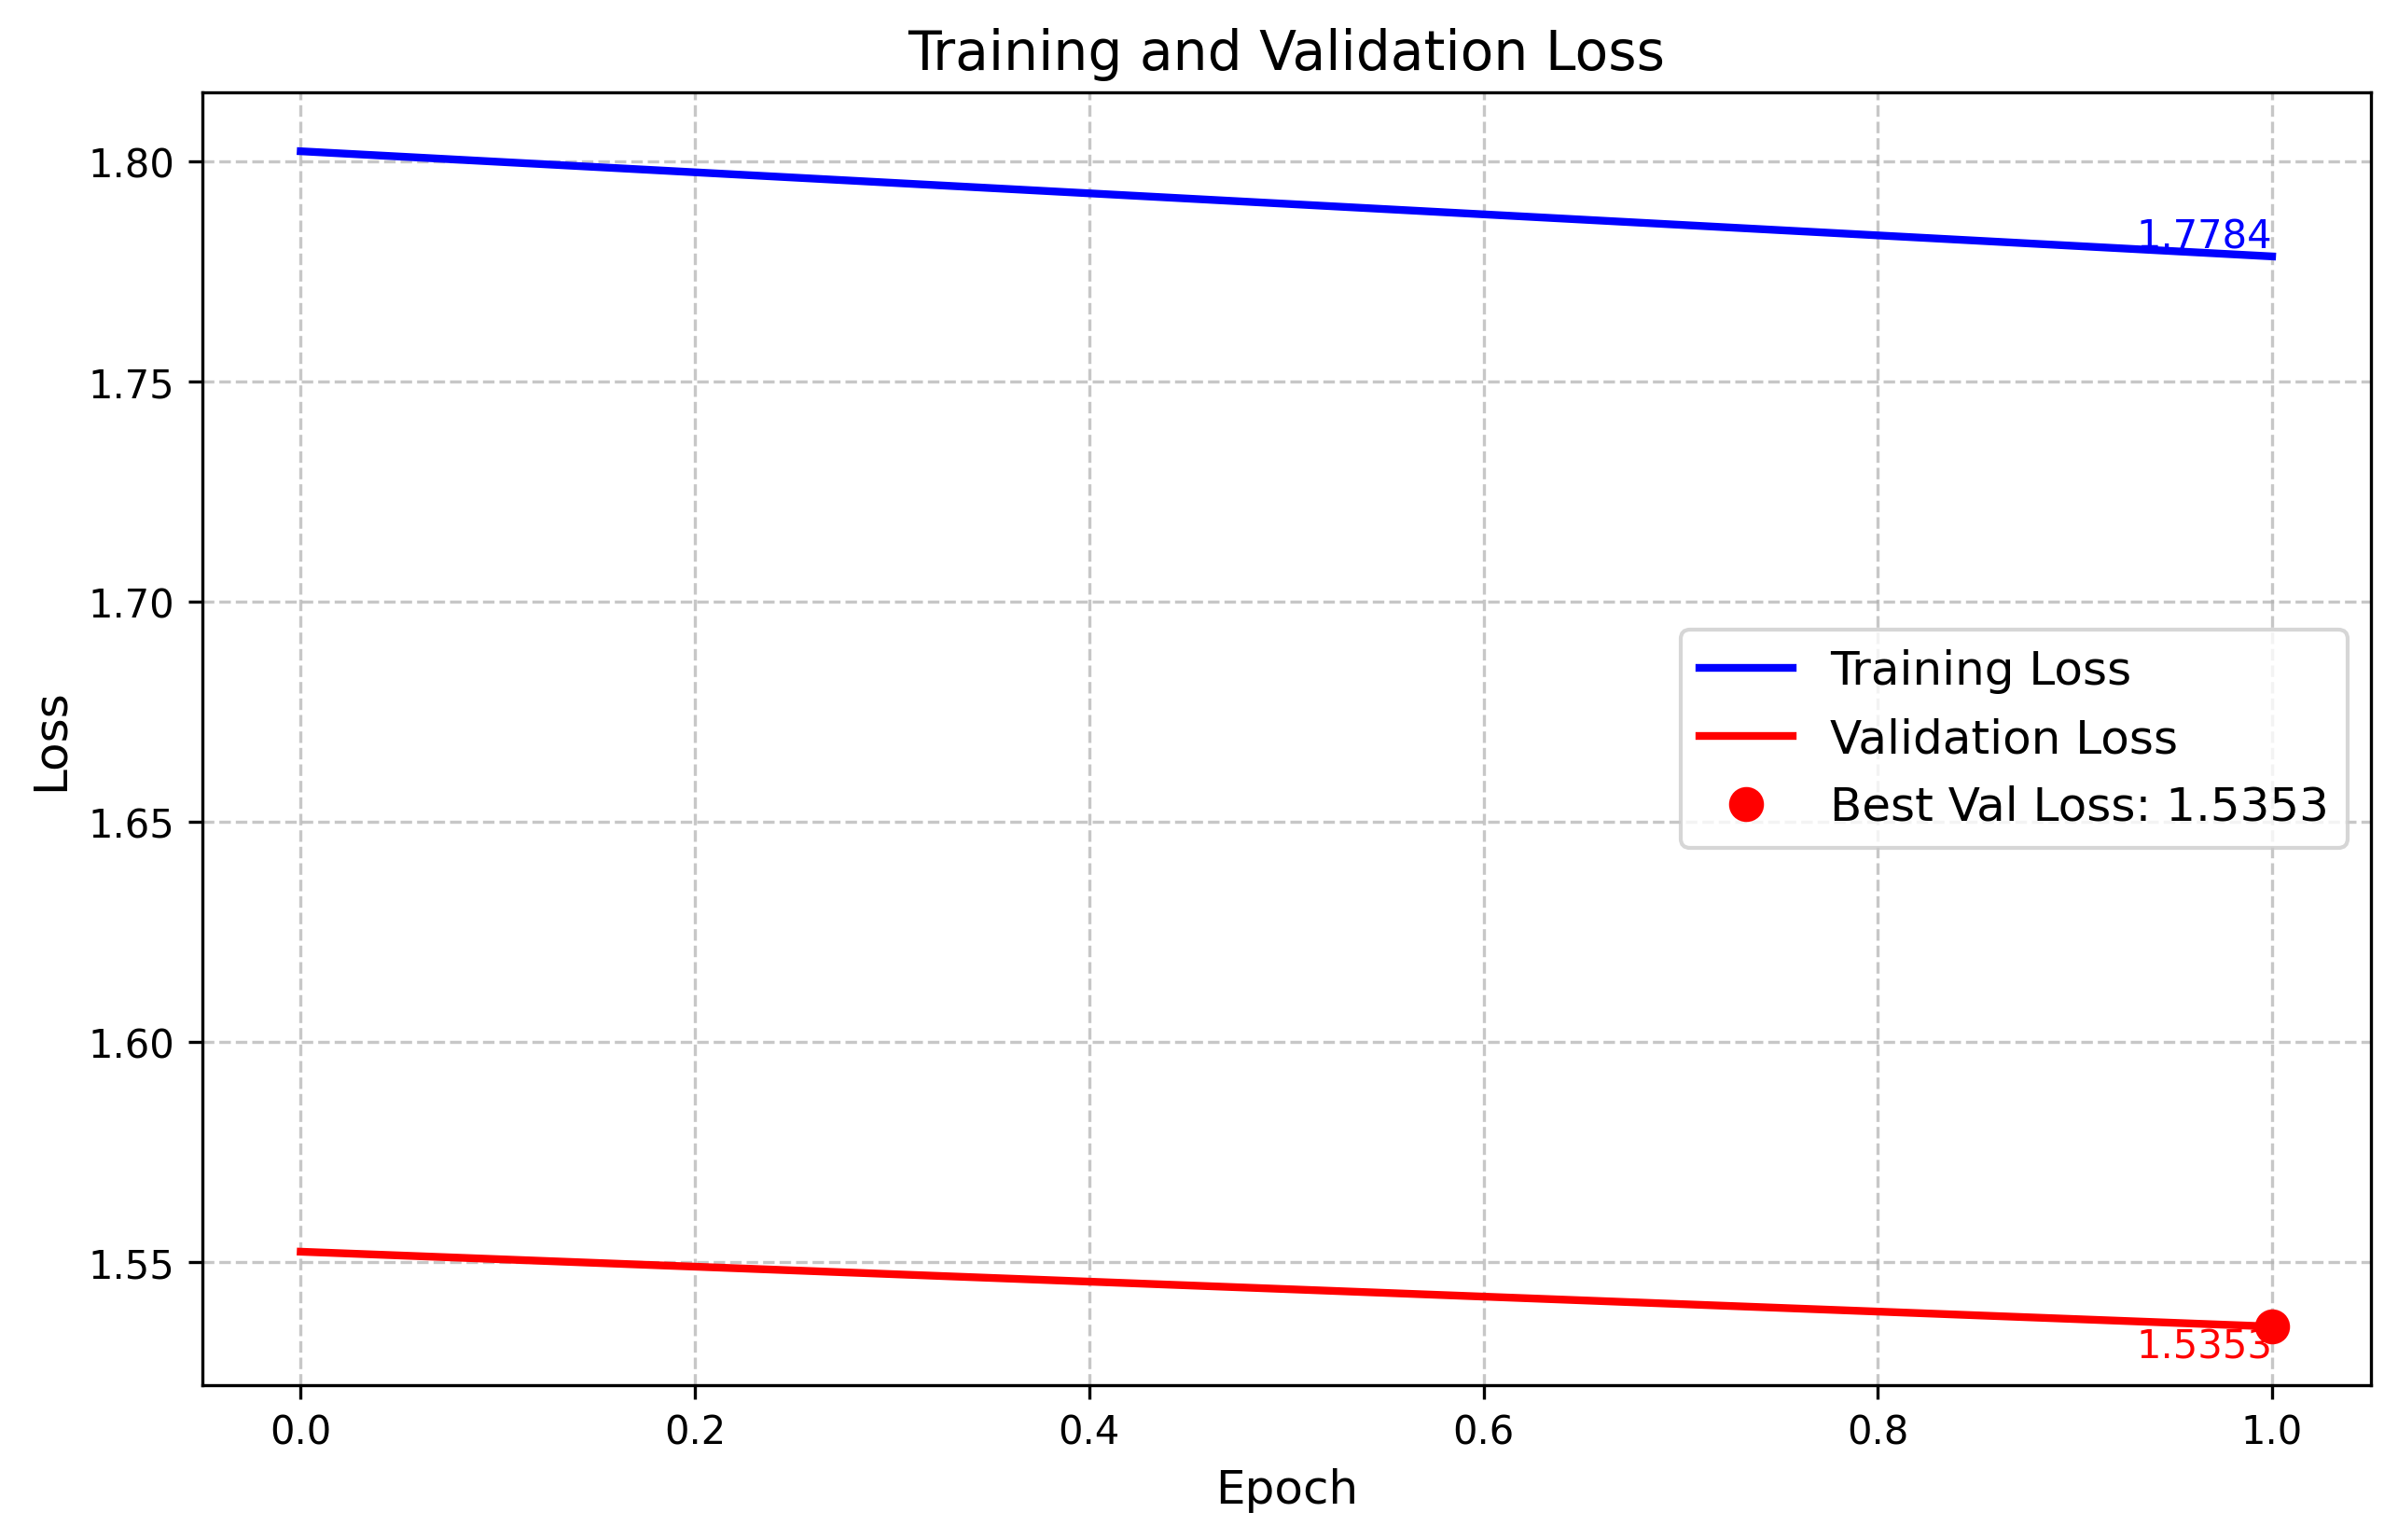 Training and Validation Loss
Loss
1.80
1.75
1.70
1.65
1.60
1.55
1.7784
Training Loss
Validation Loss
Best Val Loss: 1.5353
1.5353
0.0 0.2 0.4 0.6 0.8 1.0
Epoch